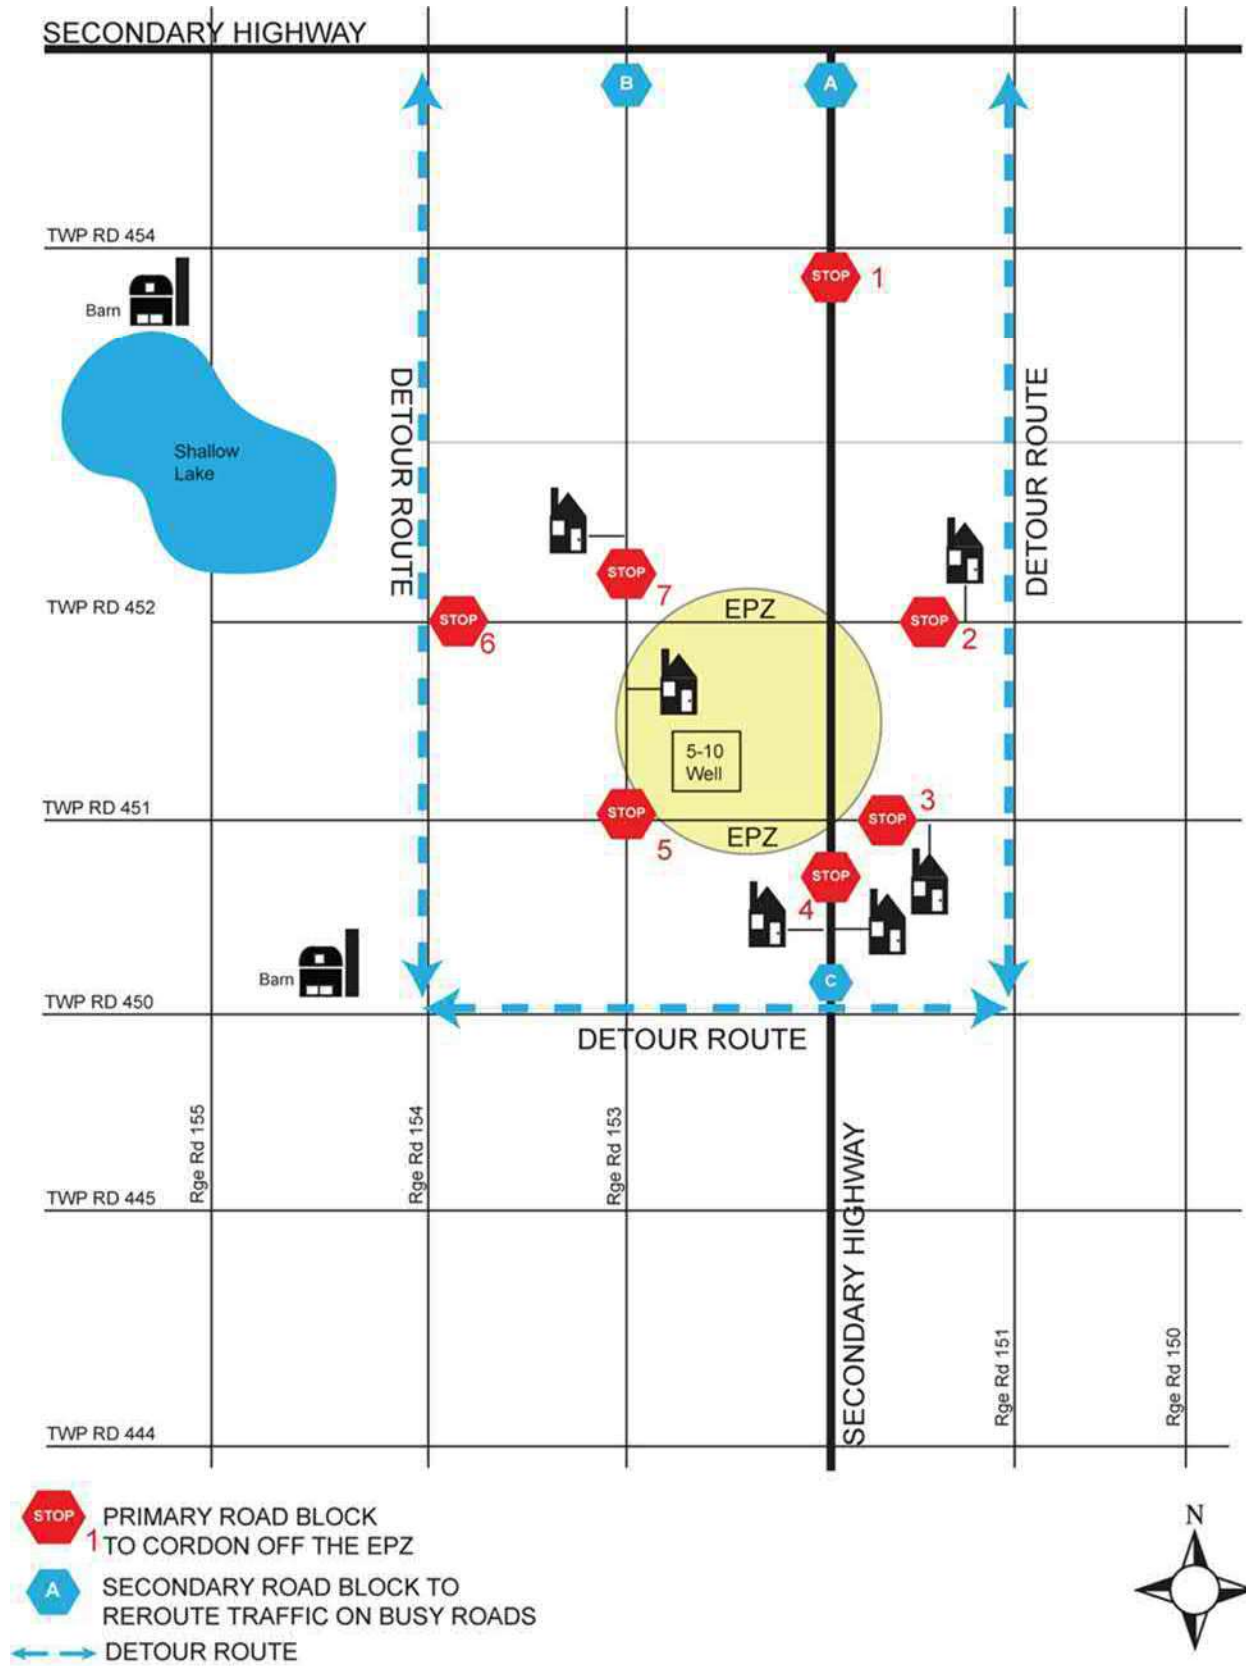 SECONDARY HIGHWAY
B
A
TWP RD 454
STOP
1
Barn
DETOUR ROUTE
DETOUR ROUTE
Shallow
Lake
STOP
7
TWP RD 452
EPZ
STOP
6
STOP
2
5-10
Well
TWP RD 451
3
STOP
STOP
5
EPZ
STOP
4
Barn
C
TWP RD 450
DETOUR ROUTE
Rge Rd 155
Rge Rd 154
Rge Rd 153
SECONDARY HIGHWAY
TWP RD 445
Rge Rd 151
Rge Rd 150
TWP RD 444
STOP
1
PRIMARY ROAD BLOCK
TO CORDON OFF THE EPZ
A
SECONDARY ROAD BLOCK TO
REROUTE TRAFFIC ON BUSY ROADS
DETOUR ROUTE
N